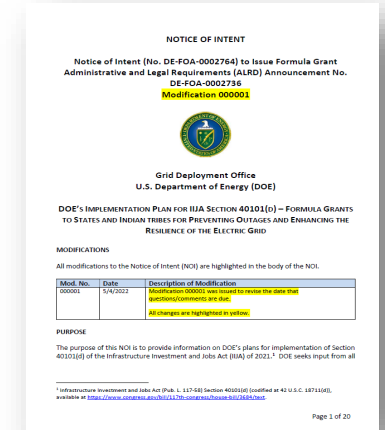 NOTICE OF INTENT
Notice of Intent (No. DE-FOA-0002764) to Issue Formula Grant
Administrative and Legal Requirements (ALRD) Announcement No.
DE-FOA-0002736
Modification 000001
Grid Deployment Office
U.S. Department of Energy (DOE)
DOE'S IMPLEMENTATION PLAN FOR IIJA SECTION 40101(D) – FORMULA GRANTS
TO STATES AND INDIAN TRIBES FOR PREVENTING OUTAGES AND ENHANCING THE
RESILIENCE OF THE ELECTRIC GRID
MODIFICATIONS
All modifications to the Notice of Intent (NOI) are highlighted in the body of the NOI.
Mod. No. Date Description of Modification
000001 5/4/2022 Modification 000001 was issued to revise the date that
questions/comments are due.
All changes are highlighted in yellow.
PURPOSE
The purpose of this NOI is to provide information on DOE's plans for implementation of Section
40101(d) of the Infrastructure Investment and Jobs Act (IIJA) of 2021.¹ DOE seeks input from all
¹ Infrastructure Investment and Jobs Act (Pub. L. 117-58) Section 40101(d) (codified at 42 U.S.C. 18711(d)),
available at https://www.congress.gov/bill/117th-congress/house-bill/3684/text.
Page 1 of 20